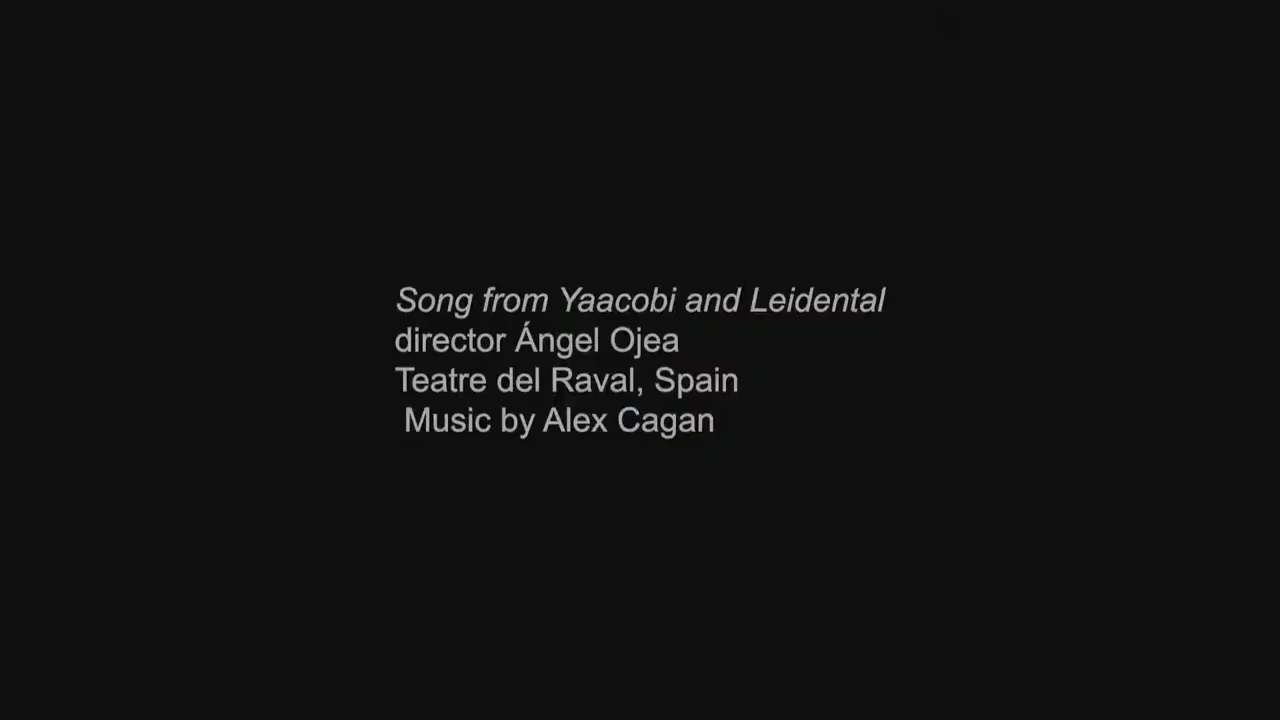 Song from Yaacobi and Leidental
director Ángel Ojea
Teatre del Raval, Spain
Music by Alex Cagan